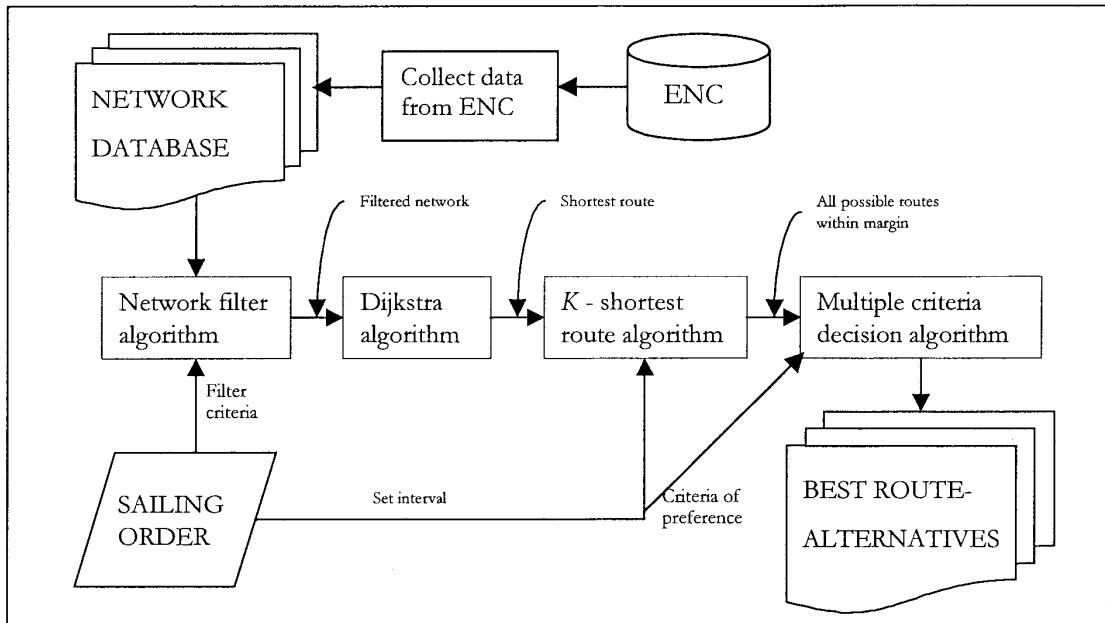 NETWORK
DATABASE
Collect data
from ENC
ENC
Filtered network
Shortest route
All possible routes
within margin
Network filter
algorithm
Dijkstra
algorithm
K - shortest
route algorithm
Multiple criteria
decision algorithm
Filter
criteria
SAILING
ORDER
Set interval
Criteria of
preference
BEST ROUTE-
ALTERNATIVES